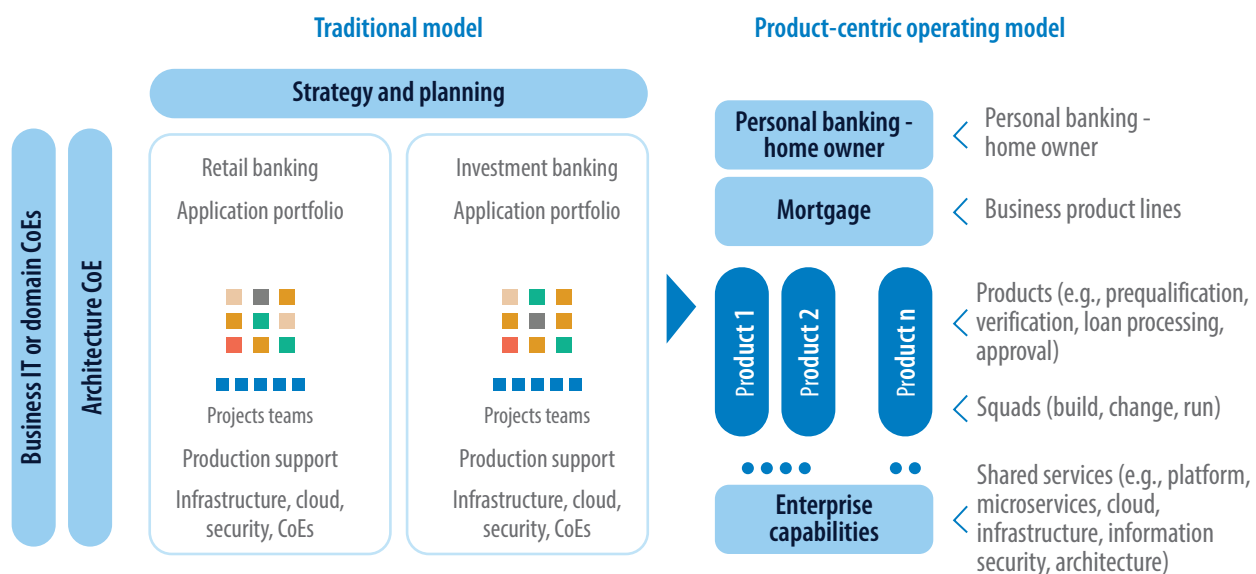 Traditional model
Product-centric operating model
Business IT or domain CoEs
Architecture CoE
Strategy and planning
Retail banking
Application portfolio
Projects teams
Production support
Infrastructure, cloud,
security, CoEs
Investment banking
Application portfolio
Projects teams
Production support
Infrastructure, cloud,
security, CoEs
Personal banking -
home owner
Personal banking -
home owner
Mortgage
Business product lines
Product 1
Product 2
Product n
Products (e.g., prequalification,
verification, loan processing,
approval)
Squads (build, change, run)
Enterprise
capabilities
Shared services (e.g., platform,
microservices, cloud,
infrastructure, information
security, architecture)